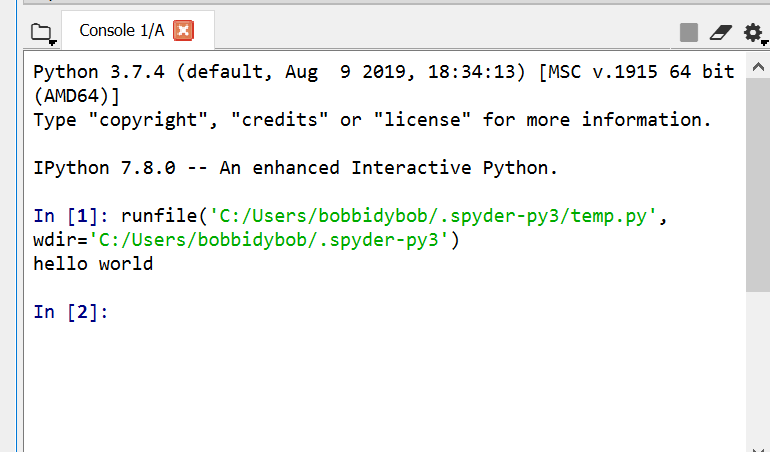 Console 1/A
Python 3.7.4 (default, Aug  9 2019, 18:34:13) [MSC v.1915 64 bit
(AMD64)]
Type "copyright", "credits" or "license" for more information.
IPython 7.8.0 -- An enhanced Interactive Python.
In [1]: runfile('C:/Users/bobbidybob/.spyder-py3/temp.py',
wdir='C:/Users/bobbidybob/.spyder-py3')
hello world
In [2]: